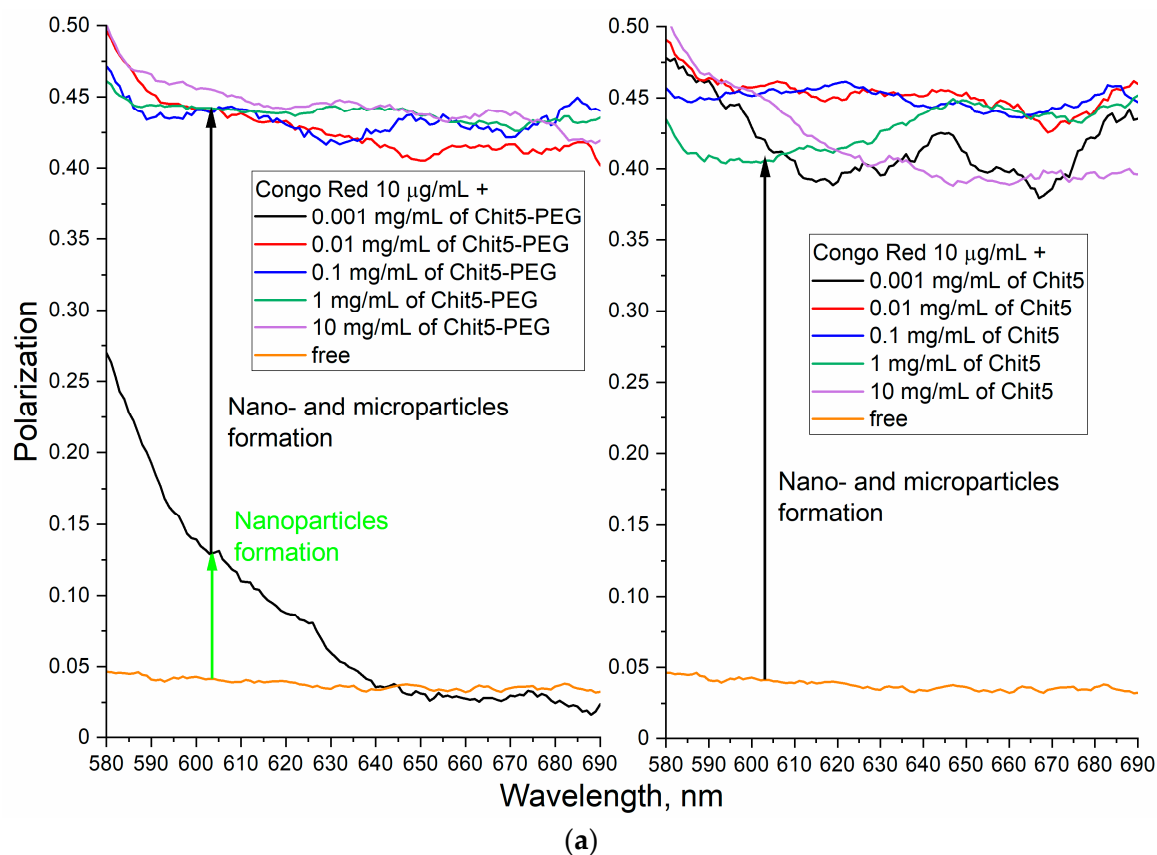 0.50
0.45
0.40
0.35
0.30
0.25
0.20
0.15
0.10
0.05
0
Polarization
Congo Red 10 μg/mL +
0.001 mg/mL of Chit5-PEG
0.01 mg/mL of Chit5-PEG
0.1 mg/mL of Chit5-PEG
1 mg/mL of Chit5-PEG
10 mg/mL of Chit5-PEG
free
Nano- and microparticles
formation
Nanoparticles
formation
580 590 600 610 620 630 640 650 660 670 680 690
0.50
0.45
0.40
0.35
0.30
0.25
0.20
0.15
0.10
0.05
0
Congo Red 10 μg/mL +
0.001 mg/mL of Chit5
0.01 mg/mL of Chit5
0.1 mg/mL of Chit5
1 mg/mL of Chit5
10 mg/mL of Chit5
free
Nano- and microparticles
formation
580 590 600 610 620 630 640 650 660 670 680 690
Wavelength, nm
(a)